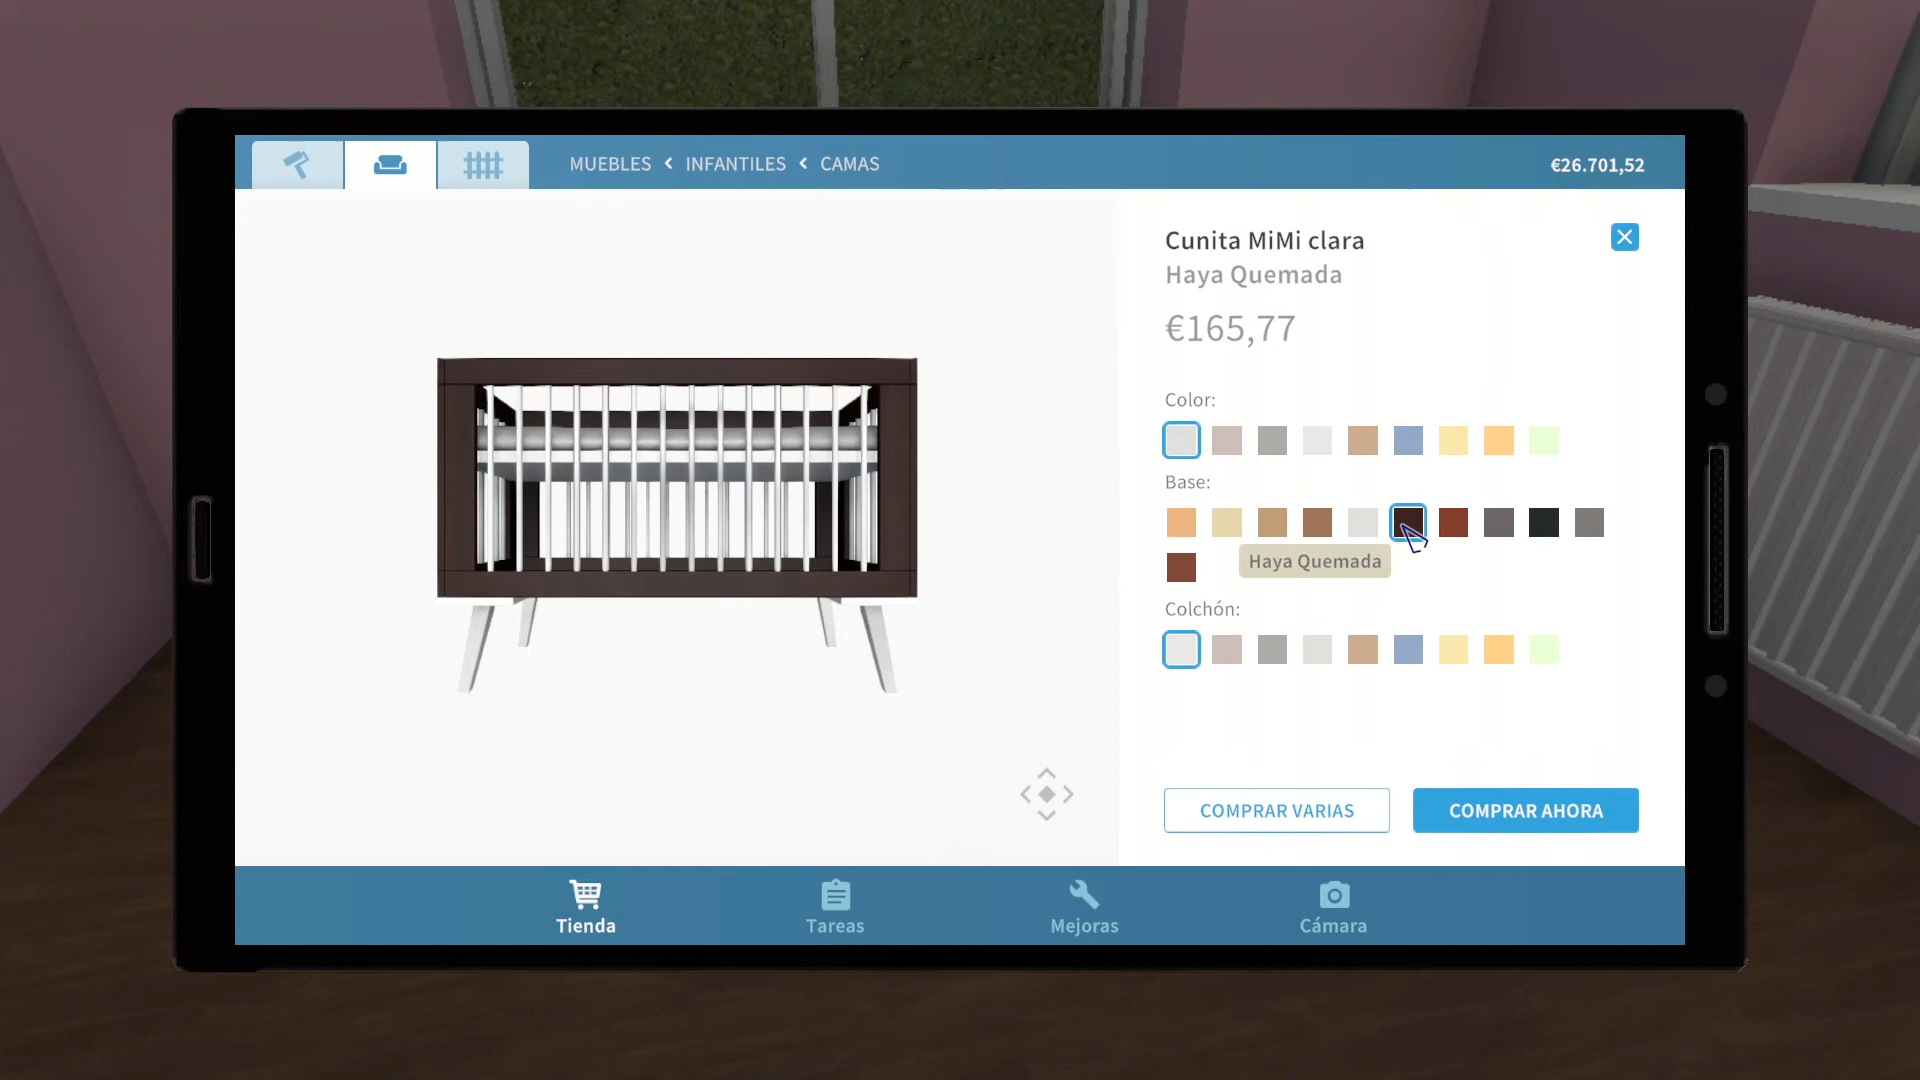 MUEBLES < INFANTILES < CAMAS
€26.701,52
Cunita MiMi clara
Haya Quemada
€165,77
Color:
Base:
Haya Quemada
Colchón:
COMPRAR VARIAS
COMPRAR AHORA
Tienda
Tareas
Mejoras
Cámara